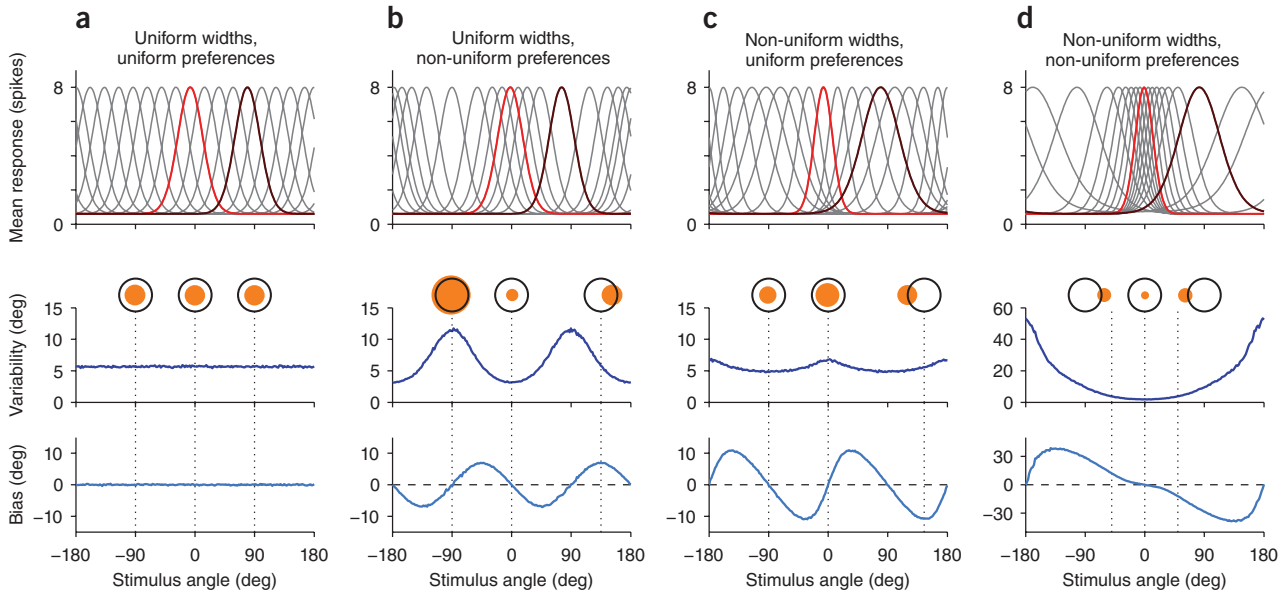 a
Uniform widths,
uniform preferences
b
Uniform widths,
non-uniform preferences
c
Non-uniform widths,
uniform preferences
d
Non-uniform widths,
non-uniform preferences
Mean response (spikes)
8
0
8
0
8
0
8
0
Variability (deg)
15
10
5
0
15
10
5
0
15
10
5
0
60
40
20
0
Bias (deg)
10
0
−10
10
0
−10
10
0
−10
30
0
−30
−180 −90 0 90 180
−180 −90 0 90 180
−180 −90 0 90 180
−180 −90 0 90 180
Stimulus angle (deg)
Stimulus angle (deg)
Stimulus angle (deg)
Stimulus angle (deg)